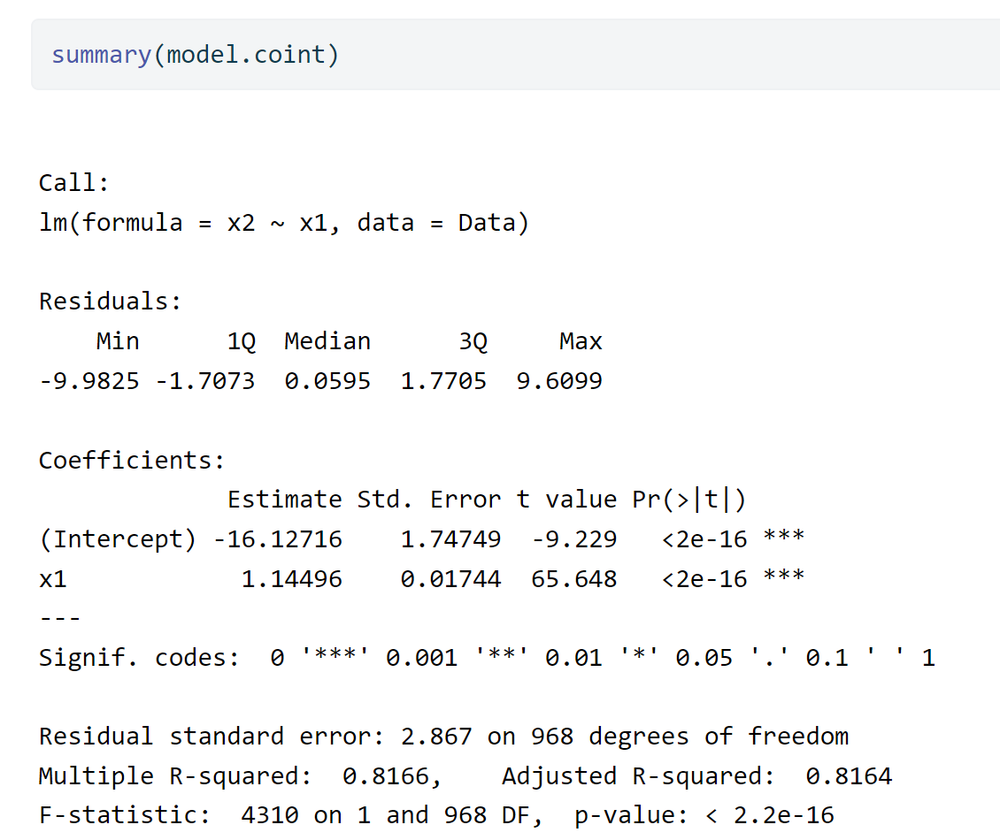 summary(model.coint)
Call:
lm(formula = x2 ~ x1, data = Data)
Residuals:
    Min      1Q  Median      3Q     Max
-9.9825 -1.7073  0.0595  1.7705  9.6099
Coefficients:
             Estimate Std. Error t value Pr(>|t|)
(Intercept) -16.12716    1.74749  -9.229   <2e-16 ***
x1            1.14496    0.01744  65.648   <2e-16 ***
---
Signif. codes:  0 '***' 0.001 '**' 0.01 '*' 0.05 '.' 0.1 ' ' 1
Residual standard error: 2.867 on 968 degrees of freedom
Multiple R-squared:  0.8166,    Adjusted R-squared:  0.8164
F-statistic:  4310 on 1 and 968 DF,  p-value: < 2.2e-16